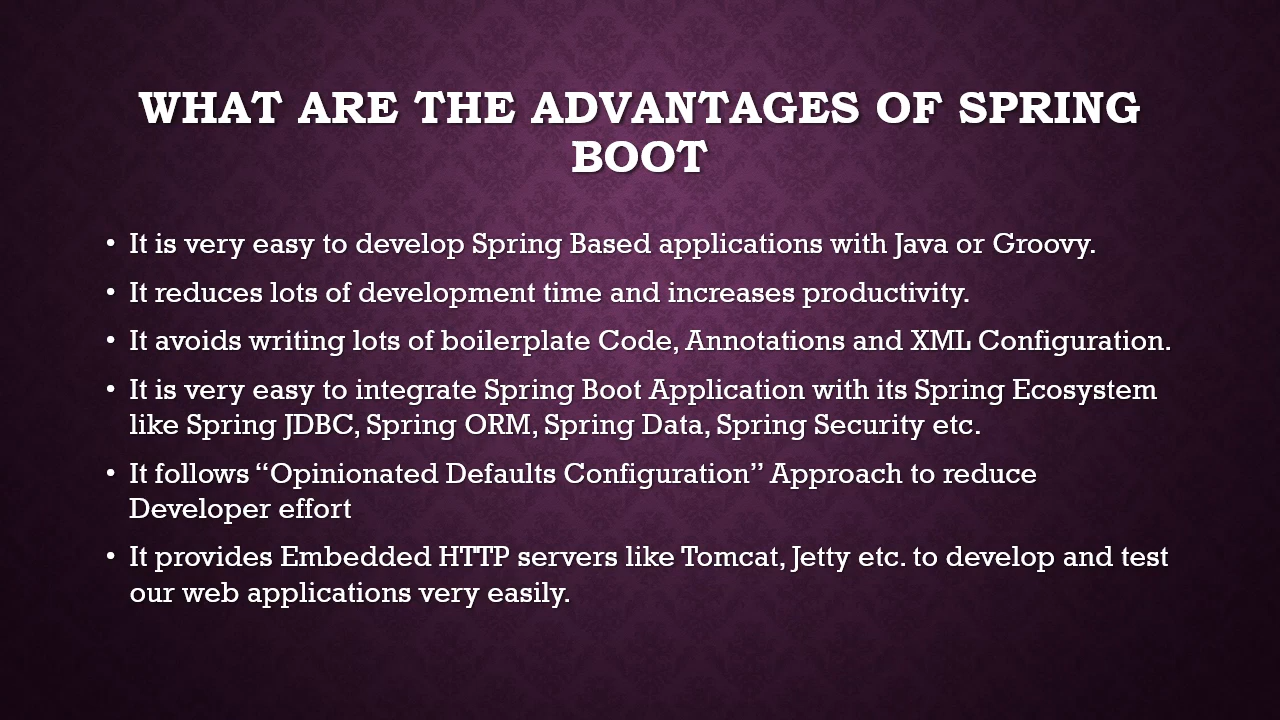 WHAT ARE THE ADVANTAGES OF SPRING
BOOT
• It is very easy to develop Spring Based applications with Java or Groovy.
• It reduces lots of development time and increases productivity.
• It avoids writing lots of boilerplate Code, Annotations and XML Configuration.
• It is very easy to integrate Spring Boot Application with its Spring Ecosystem
like Spring JDBC, Spring ORM, Spring Data, Spring Security etc.
• It follows “Opinionated Defaults Configuration” Approach to reduce
Developer effort
• It provides Embedded HTTP servers like Tomcat, Jetty etc. to develop and test
our web applications very easily.